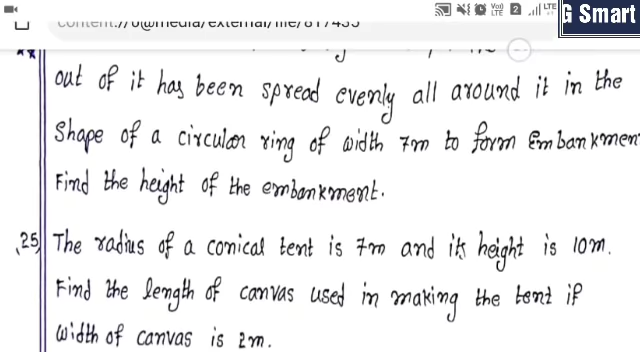 LTE
G Smart
out of it has been spread evenly all around it in the
Shape of a circular ring of width 7m to form Embankmen
Find the height of the embankment.
25) The radius of a conical tent is 7m and its height is 10m.
Find the length of canvas used in making the tent if
width of canvas is 2m.